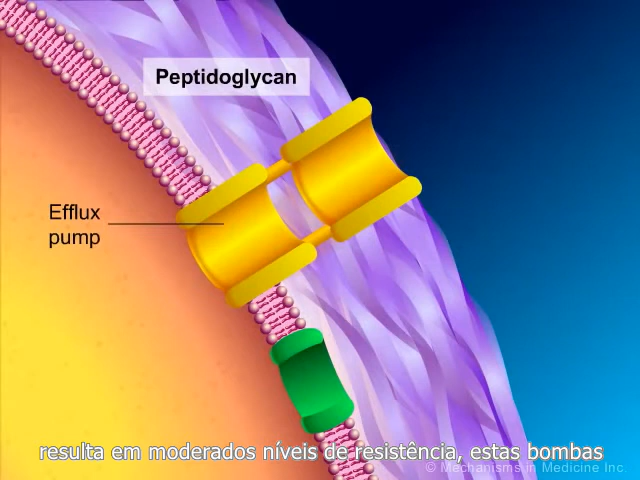 Peptidoglycan
Efflux
pump
resulta em moderados níveis de resistência, estas bombas
© Mechanisms in Medicine Inc.